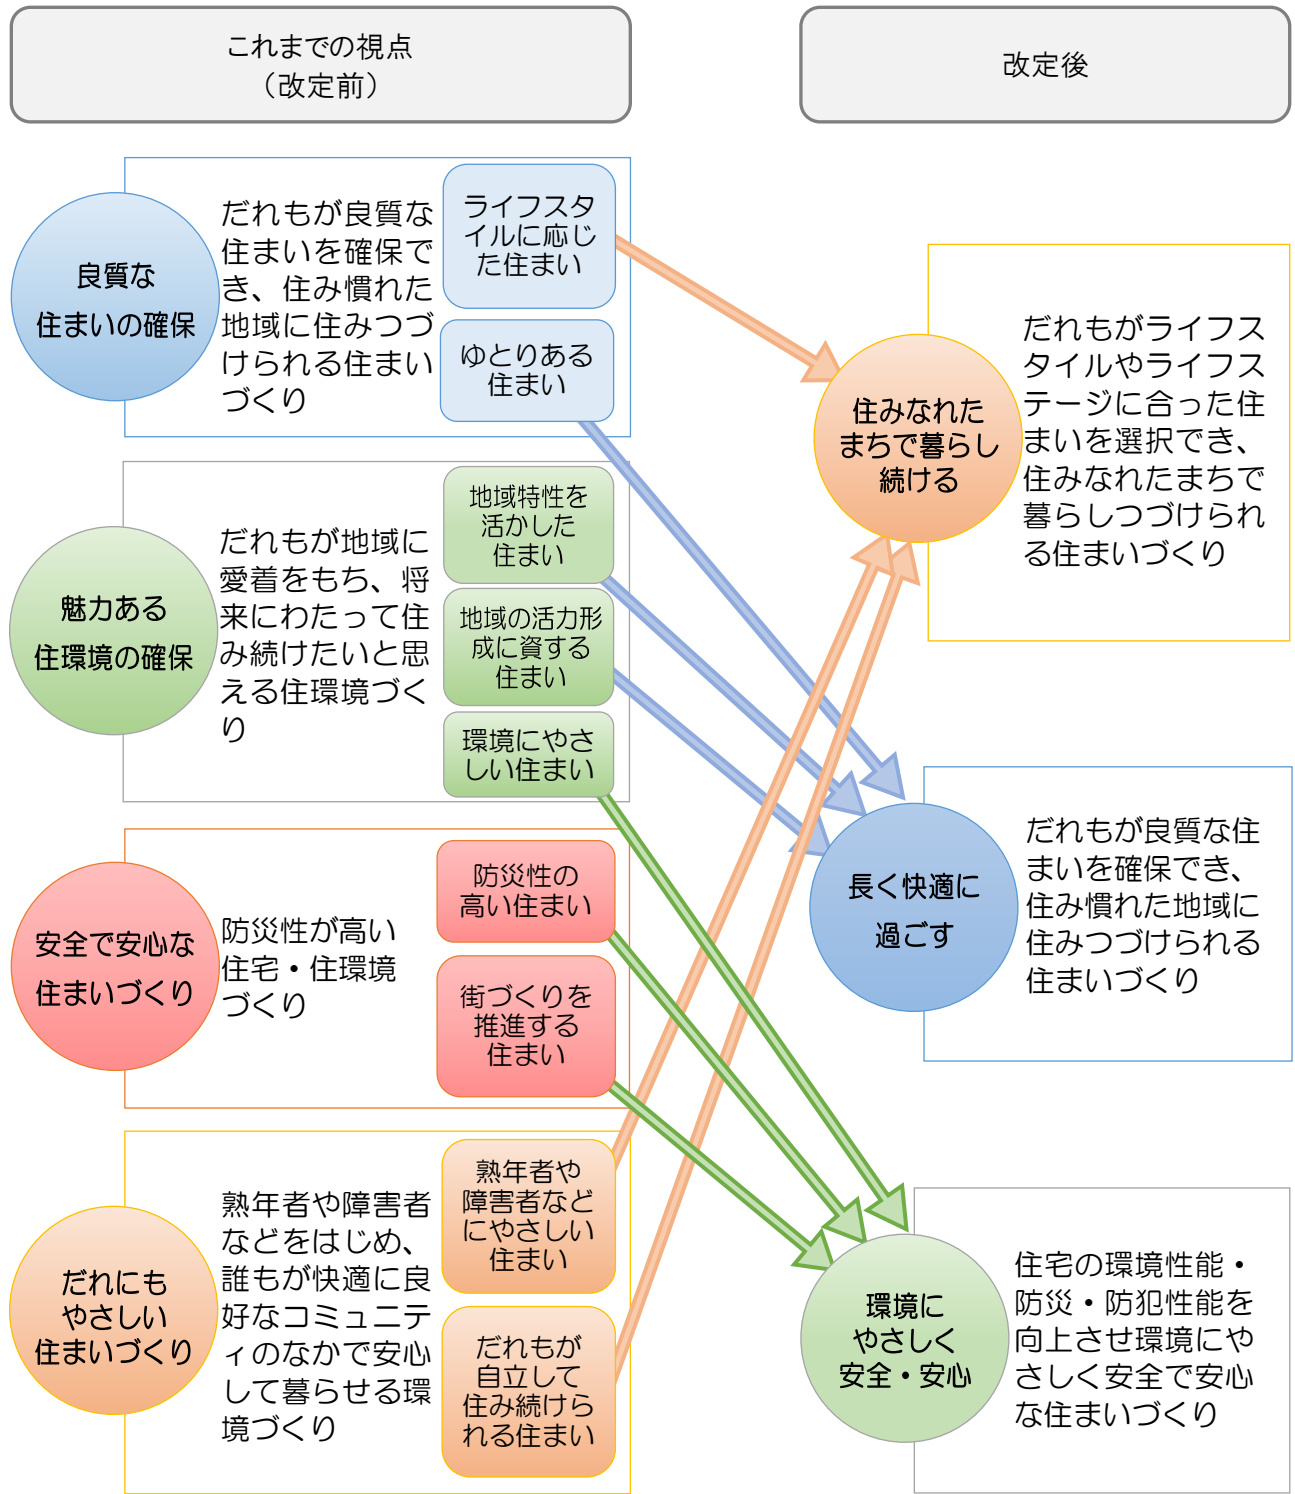 これまでの視点
（改定前）
改定後
良質な
住まいの確保
だれもが良質な
住まいを確保で
き、住み慣れた
地域に住みつづ
けられる住まい
づくり
ライフスタ
イルに応じ
た住まい
ゆとりある
住まい
魅力ある
住環境の確保
だれもが地域に
愛着をもち、将
来にわたって住
み続けたいと思
える住環境づく
り
地域特性を
活かした
住まい
地域の活力形
成に資する
住まい
環境にやさ
しい住まい
安全で安心な
住まいづくり
防災性が高い
住宅・住環境
づくり
防災性の
高い住まい
街づくりを
推進する
住まい
だれにも
やさしい
住まいづくり
熟年者や障害者
などをはじめ、
誰もが快適に良
好なコミュニテ
ィのなかで安心
して暮らせる環
境づくり
熟年者や
障害者など
にやさしい
住まい
だれもが
自立して
住み続けら
れる住まい
住みなれた
まちで暮らし
続ける
だれもがライフス
タイルやライフス
テージに合った住
まいを選択でき、
住みなれたまちで
暮らしつづけられ
る住まいづくり
長く快適に
過ごす
だれもが良質な住
まいを確保でき、
住み慣れた地域に
住みつづけられる
住まいづくり
環境に
やさしく
安全・安心
住宅の環境性能・
防災・防犯性能を
向上させ環境にや
さしく安全で安心
な住まいづくり